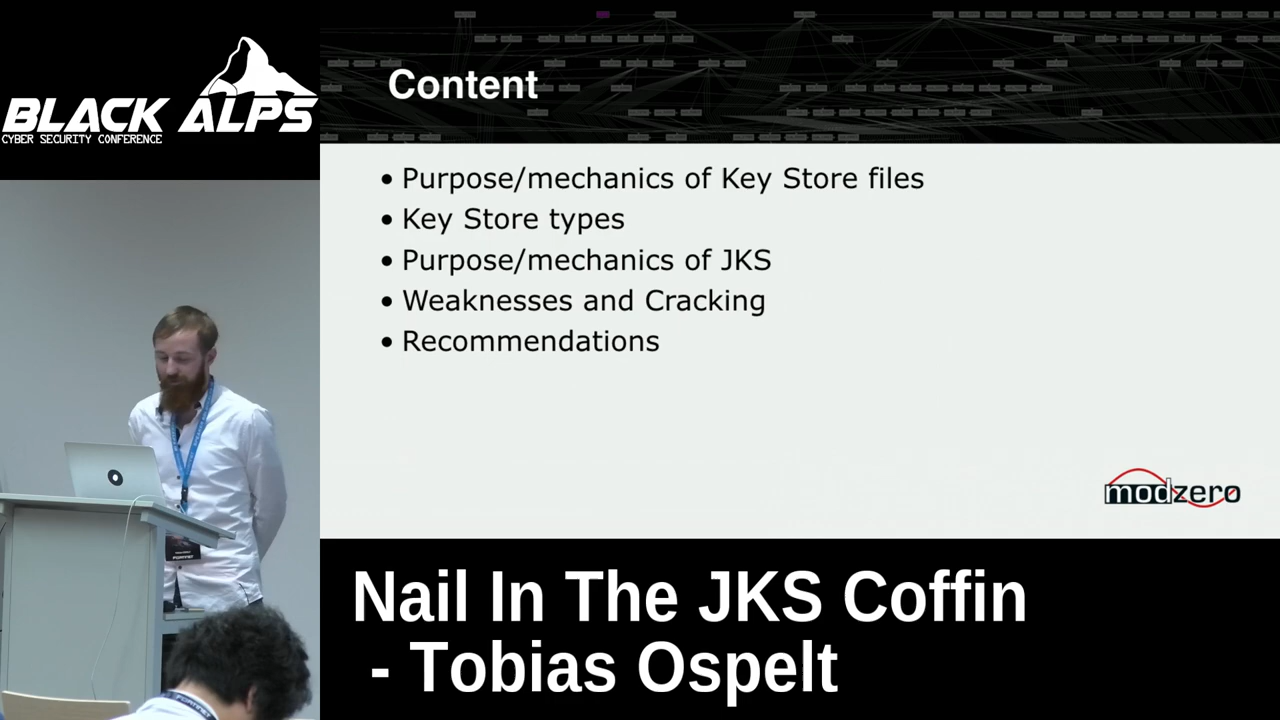 BLACK ALPS
CYBER SECURITY CONFERENCE
Content
• Purpose/mechanics of Key Store files
• Key Store types
• Purpose/mechanics of JKS
• Weaknesses and Cracking
• Recommendations
modzero
Nail In The JKS Coffin
- Tobias Ospelt
FORTINET